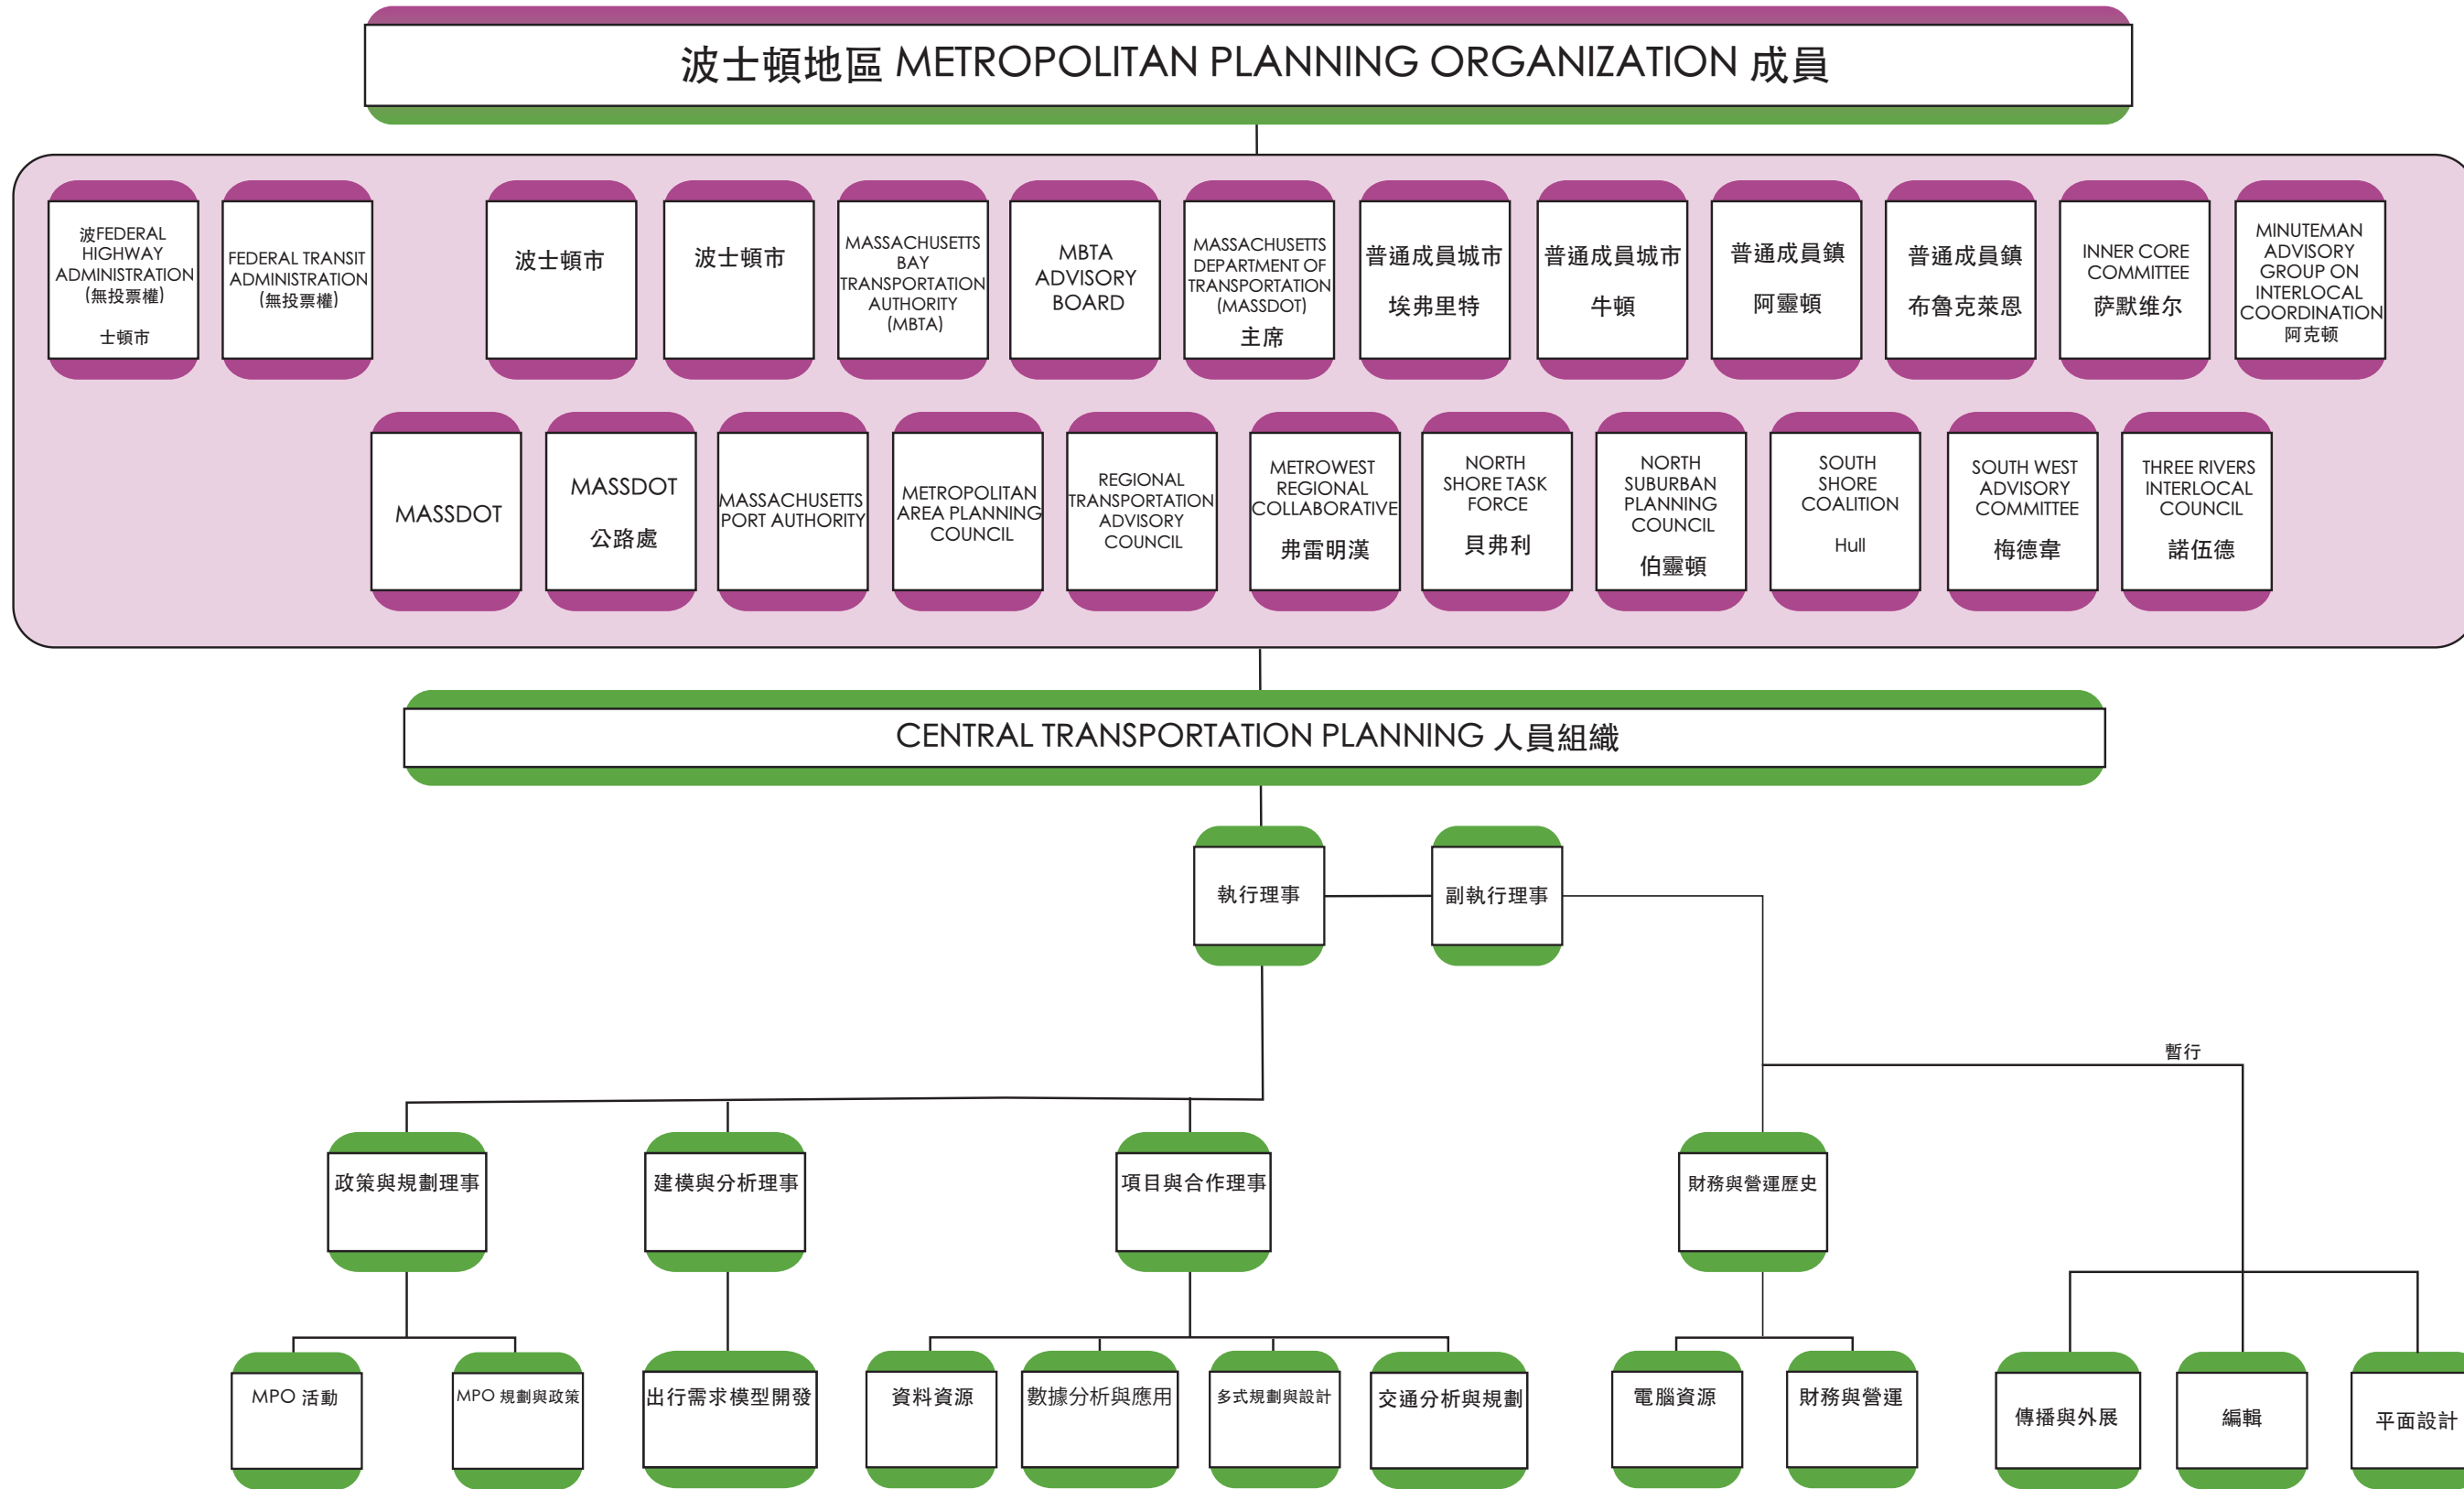 波士頓地區 METROPOLITAN PLANNING ORGANIZATION 成員
波FEDERAL
HIGHWAY
ADMINISTRATION
(無投票權)
士頓市
FEDERAL TRANSIT
ADMINISTRATION
(無投票權)
波士頓市
波士頓市
MASSACHUSETTS
BAY
TRANSPORTATION
AUTHORITY
(MBTA)
MBTA
ADVISORY
BOARD
MASSACHUSETTS
DEPARTMENT OF
TRANSPORTATION
(MASSDOT)
主席
普通成員城市
埃弗里特
普通成員城市
牛頓
普通成員鎮
阿靈頓
普通成員鎮
布魯克萊恩
INNER CORE
COMMITTEE
萨默维尔
MINUTEMAN
ADVISORY
GROUP ON
INTERLOCAL
COORDINATION
阿克顿
MASSDOT
MASSDOT
公路處
MASSACHUSETTS
PORT AUTHORITY
METROPOLITAN
AREA PLANNING
COUNCIL
REGIONAL
TRANSPORTATION
ADVISORY
COUNCIL
METROWEST
REGIONAL
COLLABORATIVE
弗雷明漢
NORTH
SHORE TASK
FORCE
貝弗利
NORTH
SUBURBAN
PLANNING
COUNCIL
伯靈頓
SOUTH
SHORE
COALITION
Hull
SOUTH WEST
ADVISORY
COMMITTEE
梅德韋
THREE RIVERS
INTERLOCAL
COUNCIL
諾伍德
CENTRAL TRANSPORTATION PLANNING 人員組織
執行理事
副執行理事
暫行
政策與規劃理事
建模與分析理事
項目與合作理事
財務與營運歷史
MPO 活動
MPO 規劃與政策
出行需求模型開發
資料資源
數據分析與應用
多式規劃與設計
交通分析與規劃
電腦資源
財務與營運
傳播與外展
編輯
平面設計